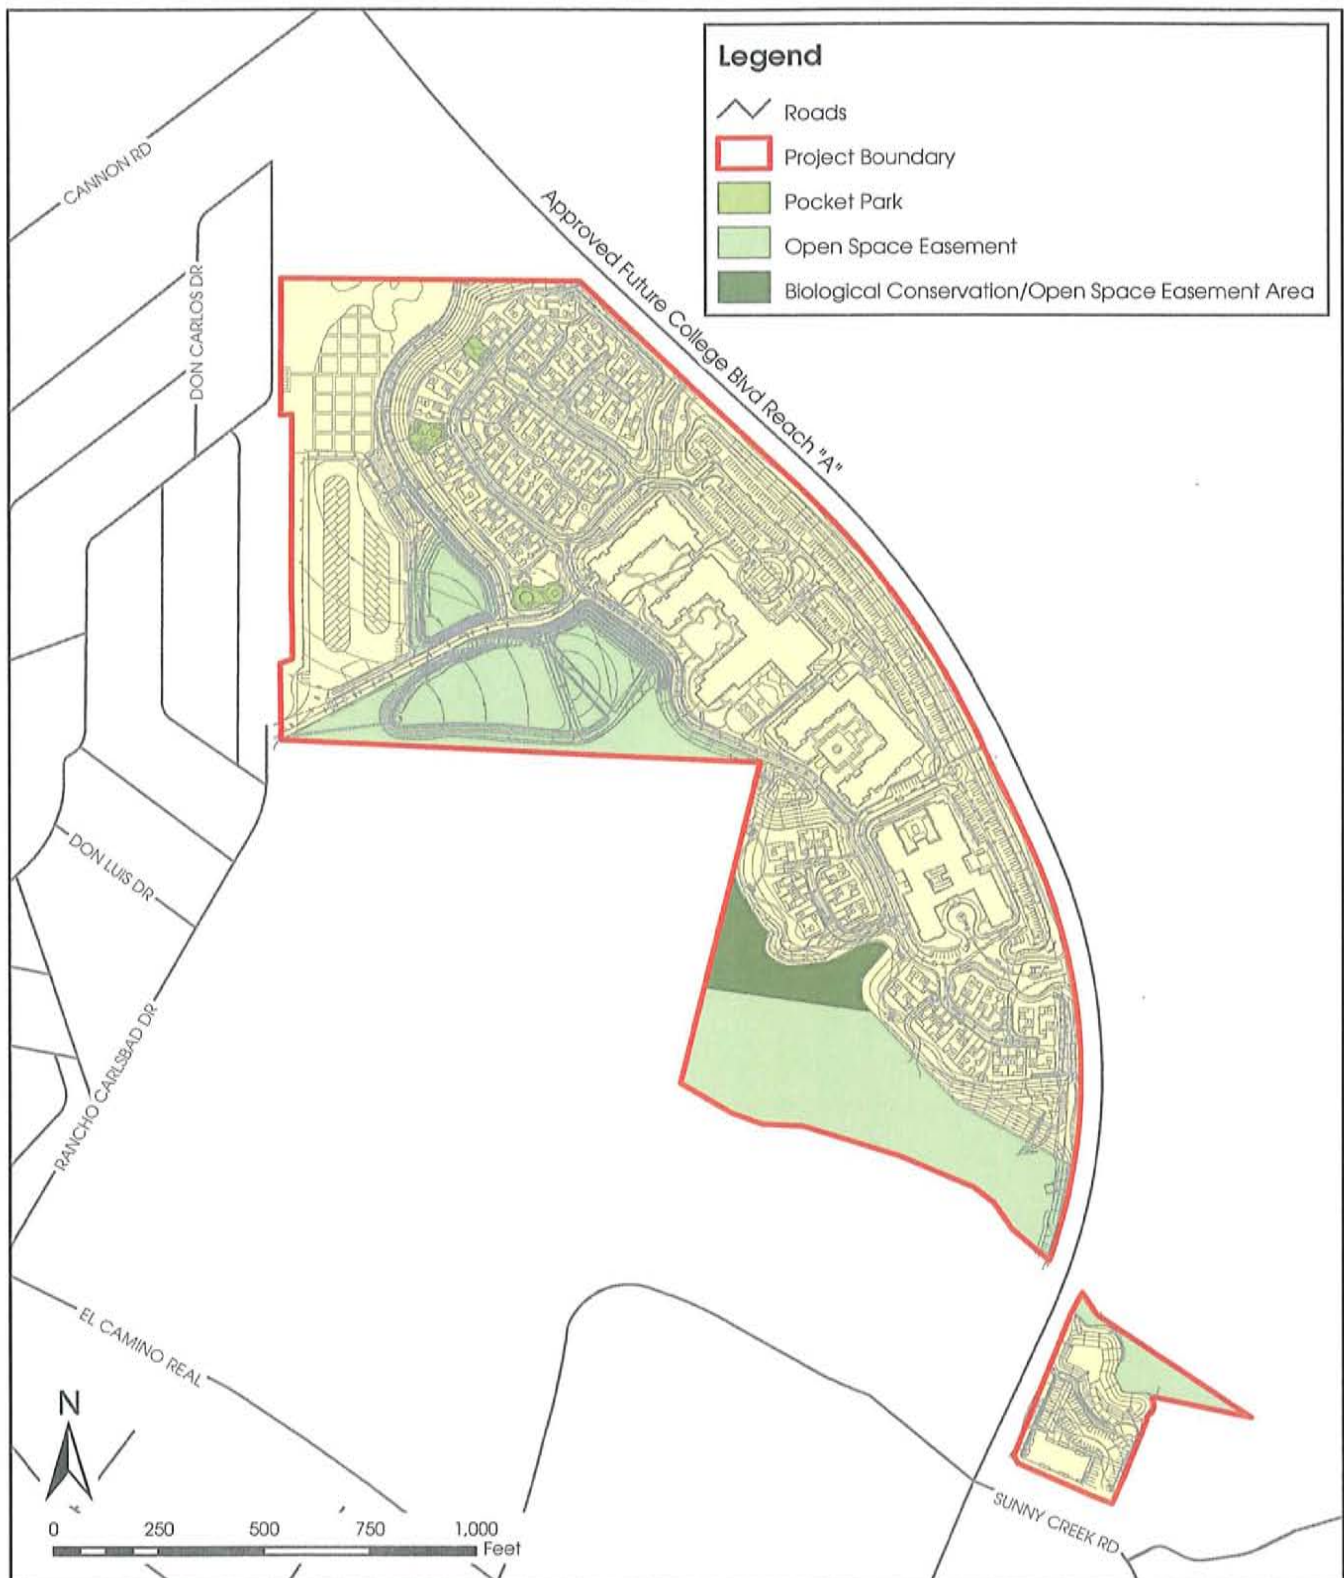 Legend
Roads
Project Boundary
Pocket Park
Open Space Easement
Biological Conservation/Open Space Easement Area
CANNON RD
Approved Future College Blvd Reach "A"
DON CARLOS DR
DON LUIS DR
RANCHO CARLSBAD DR
EL CAMINO REAL
SUNNY CREEK RD
N
0 250 500 750 1,000
Feet